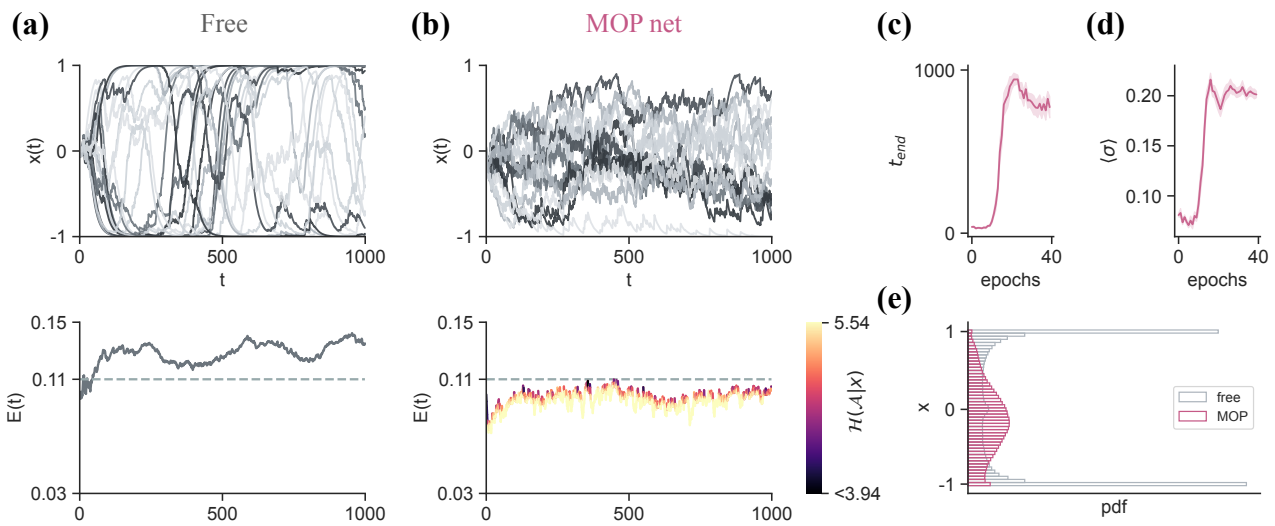 (a)
Free
1
0
-1
x(t)
0
500
1000
t
0.15
0.11
0.03
E(t)
0
500
1000
(b)
MOP net
1
0
-1
x(t)
0
500
1000
t
0.15
0.11
0.03
E(t)
0
500
1000
5.54
<3.94
ℋ(𝒜|x)
(c)
1000
0
t_end
0
40
epochs
(d)
0.20
0.15
0.10
⟨σ⟩
0
40
epochs
(e)
1
0
-1
x
pdf
free
MOP